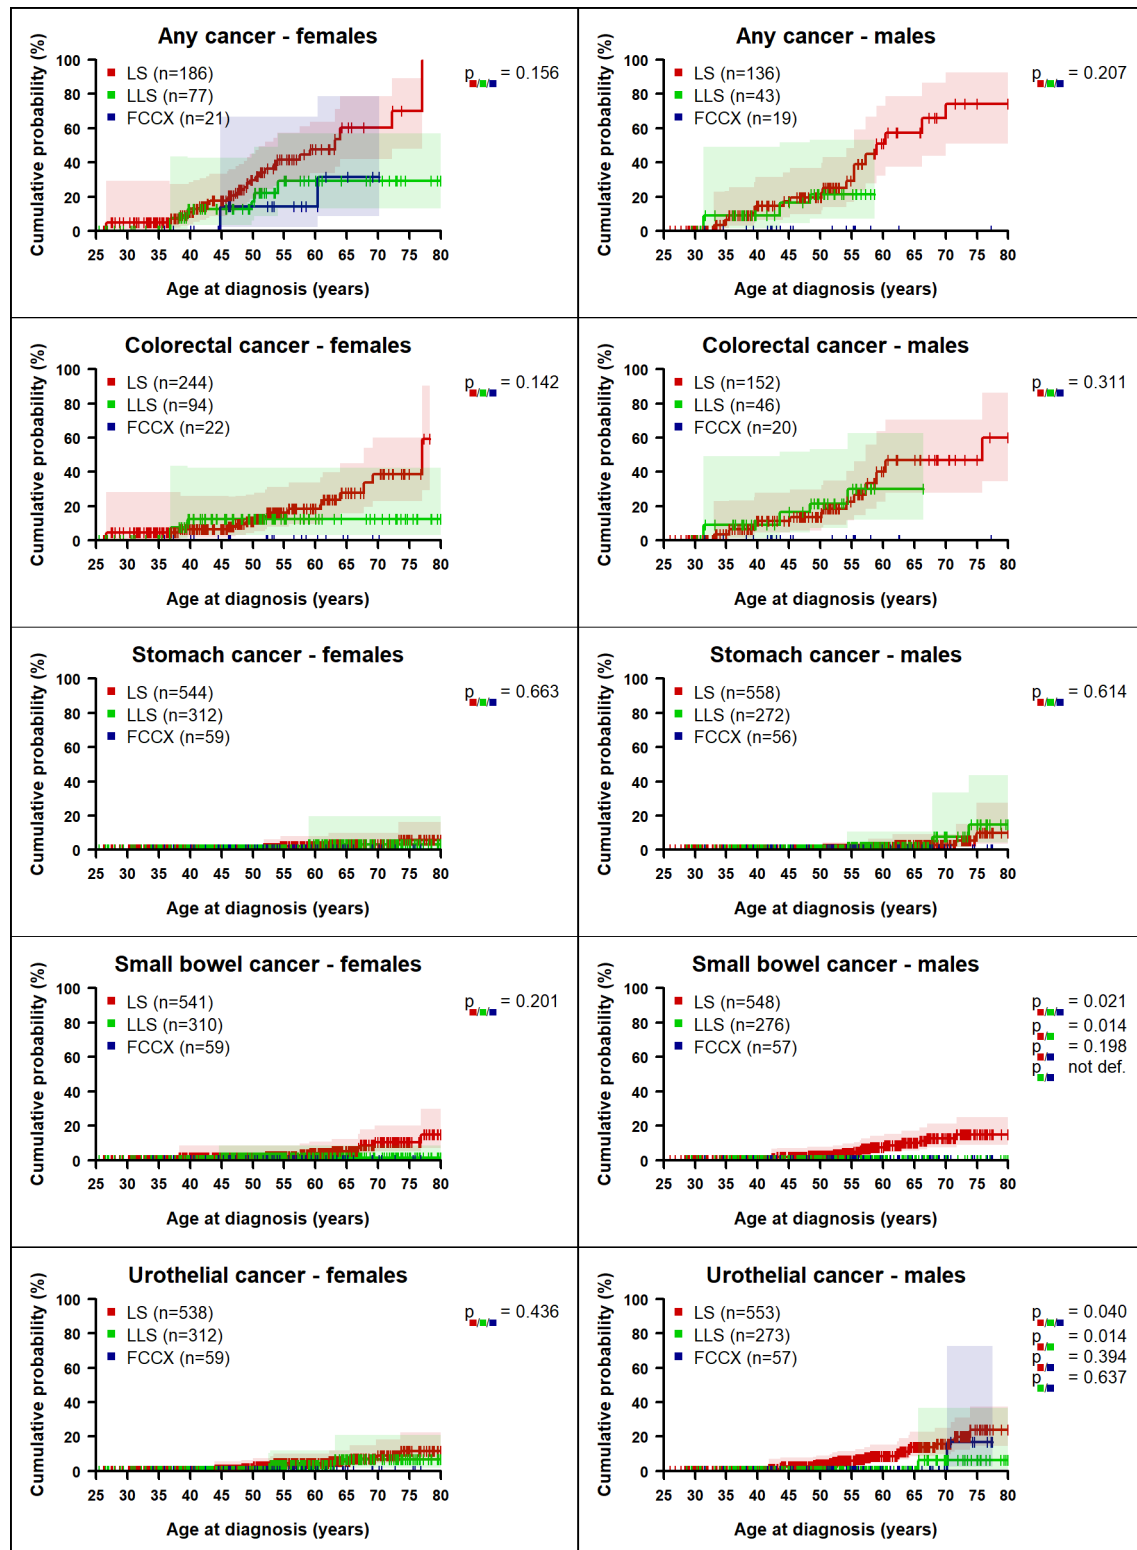 Any cancer - females
Cumulative probability (%)
LS (n=186)
LLS (n=77)
FCCX (n=21)
p // = 0.156
100
80
60
40
20
0
25 30 35 40 45 50 55 60 65 70 75 80
Age at diagnosis (years)
Any cancer - males
Cumulative probability (%)
LS (n=136)
LLS (n=43)
FCCX (n=19)
p // = 0.207
100
80
60
40
20
0
25 30 35 40 45 50 55 60 65 70 75 80
Age at diagnosis (years)
Colorectal cancer - females
Cumulative probability (%)
LS (n=244)
LLS (n=94)
FCCX (n=22)
p // = 0.142
100
80
60
40
20
0
25 30 35 40 45 50 55 60 65 70 75 80
Age at diagnosis (years)
Colorectal cancer - males
Cumulative probability (%)
LS (n=152)
LLS (n=46)
FCCX (n=20)
p // = 0.311
100
80
60
40
20
0
25 30 35 40 45 50 55 60 65 70 75 80
Age at diagnosis (years)
Stomach cancer - females
Cumulative probability (%)
LS (n=544)
LLS (n=312)
FCCX (n=59)
p // = 0.663
100
80
60
40
20
0
25 30 35 40 45 50 55 60 65 70 75 80
Age at diagnosis (years)
Stomach cancer - males
Cumulative probability (%)
LS (n=558)
LLS (n=272)
FCCX (n=56)
p // = 0.614
100
80
60
40
20
0
25 30 35 40 45 50 55 60 65 70 75 80
Age at diagnosis (years)
Small bowel cancer - females
Cumulative probability (%)
LS (n=541)
LLS (n=310)
FCCX (n=59)
p // = 0.201
100
80
60
40
20
0
25 30 35 40 45 50 55 60 65 70 75 80
Age at diagnosis (years)
Small bowel cancer - males
Cumulative probability (%)
LS (n=548)
LLS (n=276)
FCCX (n=57)
p // = 0.021
p / = 0.014
p / = 0.198
p / not def.
100
80
60
40
20
0
25 30 35 40 45 50 55 60 65 70 75 80
Age at diagnosis (years)
Urothelial cancer - females
Cumulative probability (%)
LS (n=538)
LLS (n=312)
FCCX (n=59)
p // = 0.436
100
80
60
40
20
0
25 30 35 40 45 50 55 60 65 70 75 80
Age at diagnosis (years)
Urothelial cancer - males
Cumulative probability (%)
LS (n=553)
LLS (n=273)
FCCX (n=57)
p // = 0.040
p / = 0.014
p / = 0.394
p / = 0.637
100
80
60
40
20
0
25 30 35 40 45 50 55 60 65 70 75 80
Age at diagnosis (years)